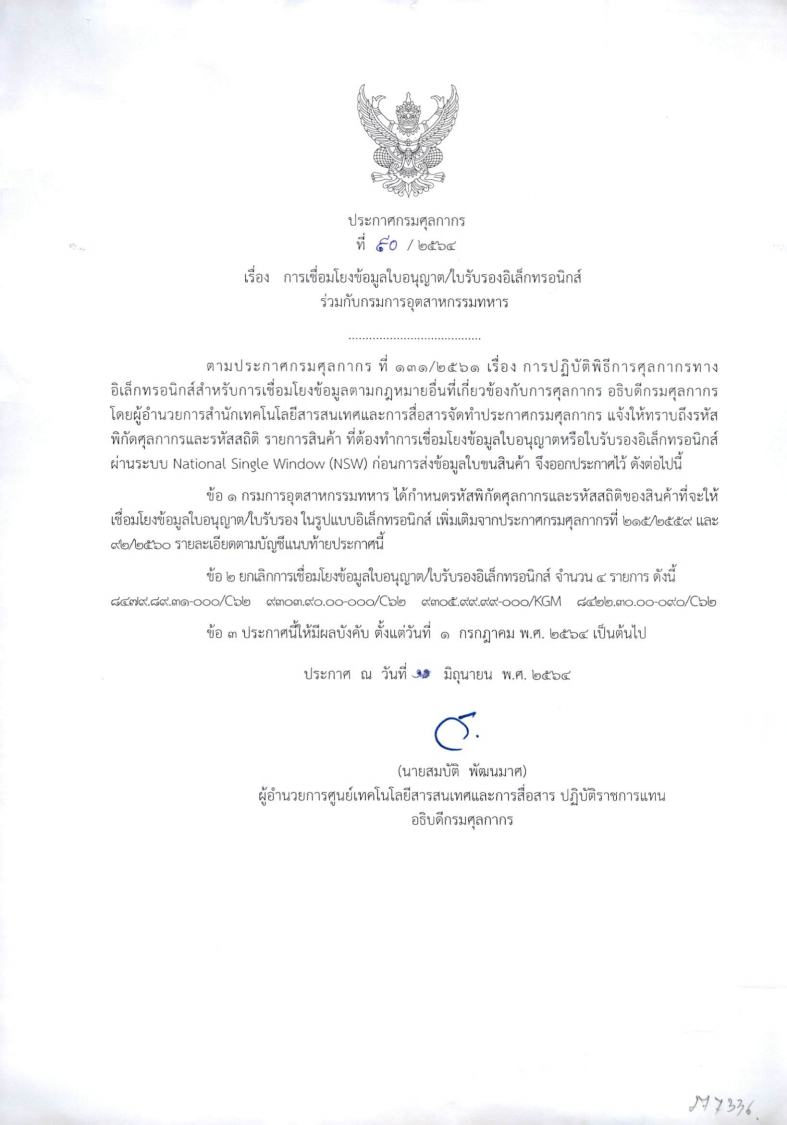 ประกาศกรมศุลกากร
ที่ ๙๐ / ๒๕๖๔
เรื่อง การเชื่อมโยงข้อมูลใบอนุญาต/ใบรับรองอิเล็กทรอนิกส์
ร่วมกับกรมการอุตสาหกรรมทหาร
......................................
ตามประกาศกรมศุลกากร ที่ ๑๓๑/๒๕๖๑ เรื่อง การปฏิบัติพิธีการศุลกากรทาง
อิเล็กทรอนิกส์สำหรับการเชื่อมโยงข้อมูลตามกฎหมายอื่นที่เกี่ยวข้องกับการศุลกากร อธิบดีกรมศุลกากร
โดยผู้อำนวยการสำนักเทคโนโลยีสารสนเทศและการสื่อสารจัดทำประกาศกรมศุลกากร แจ้งให้ทราบถึงรหัส
พิกัดศุลกากรและรหัสสถิติ รายการสินค้า ที่ต้องทำการเชื่อมโยงข้อมูลใบอนุญาตหรือใบรับรองอิเล็กทรอนิกส์
ผ่านระบบ National Single Window (NSW) ก่อนการส่งข้อมูลใบขนสินค้า จึงออกประกาศไว้ ดังต่อไปนี้
ข้อ ๑ กรมการอุตสาหกรรมทหาร ได้กำหนดรหัสพิกัดศุลกากรและรหัสสถิติของสินค้าที่จะให้
เชื่อมโยงข้อมูลใบอนุญาต/ใบรับรอง ในรูปแบบอิเล็กทรอนิกส์ เพิ่มเติมจากประกาศกรมศุลกากรที่ ๒๑๕/๒๕๕๙ และ
๙๒/๒๕๖๐ รายละเอียดตามบัญชีแนบท้ายประกาศนี้
ข้อ ๒ ยกเลิกการเชื่อมโยงข้อมูลใบอนุญาต/ใบรับรองอิเล็กทรอนิกส์ จำนวน ๔ รายการ ดังนี้
๘๔๗๙.๘๙.๓๑-๐๐๐/C๖๒ ๙๓๐๓.๙๐.๐๐-๐๐๐/C๖๒ ๙๓๐๕.๙๙.๙๙-๐๐๐/KGM ๘๔๒๒.๓๐.๐๐-๐๙๐/C๖๒
ข้อ ๓ ประกาศนี้ให้มีผลบังคับ ตั้งแต่วันที่ ๑ กรกฎาคม พ.ศ. ๒๕๖๔ เป็นต้นไป
ประกาศ ณ วันที่ มิถุนายน พ.ศ. ๒๕๖๔
(นายสมบัติ พัฒนมาศ)
ผู้อำนวยการศูนย์เทคโนโลยีสารสนเทศและการสื่อสาร ปฏิบัติราชการแทน
อธิบดีกรมศุลกากร